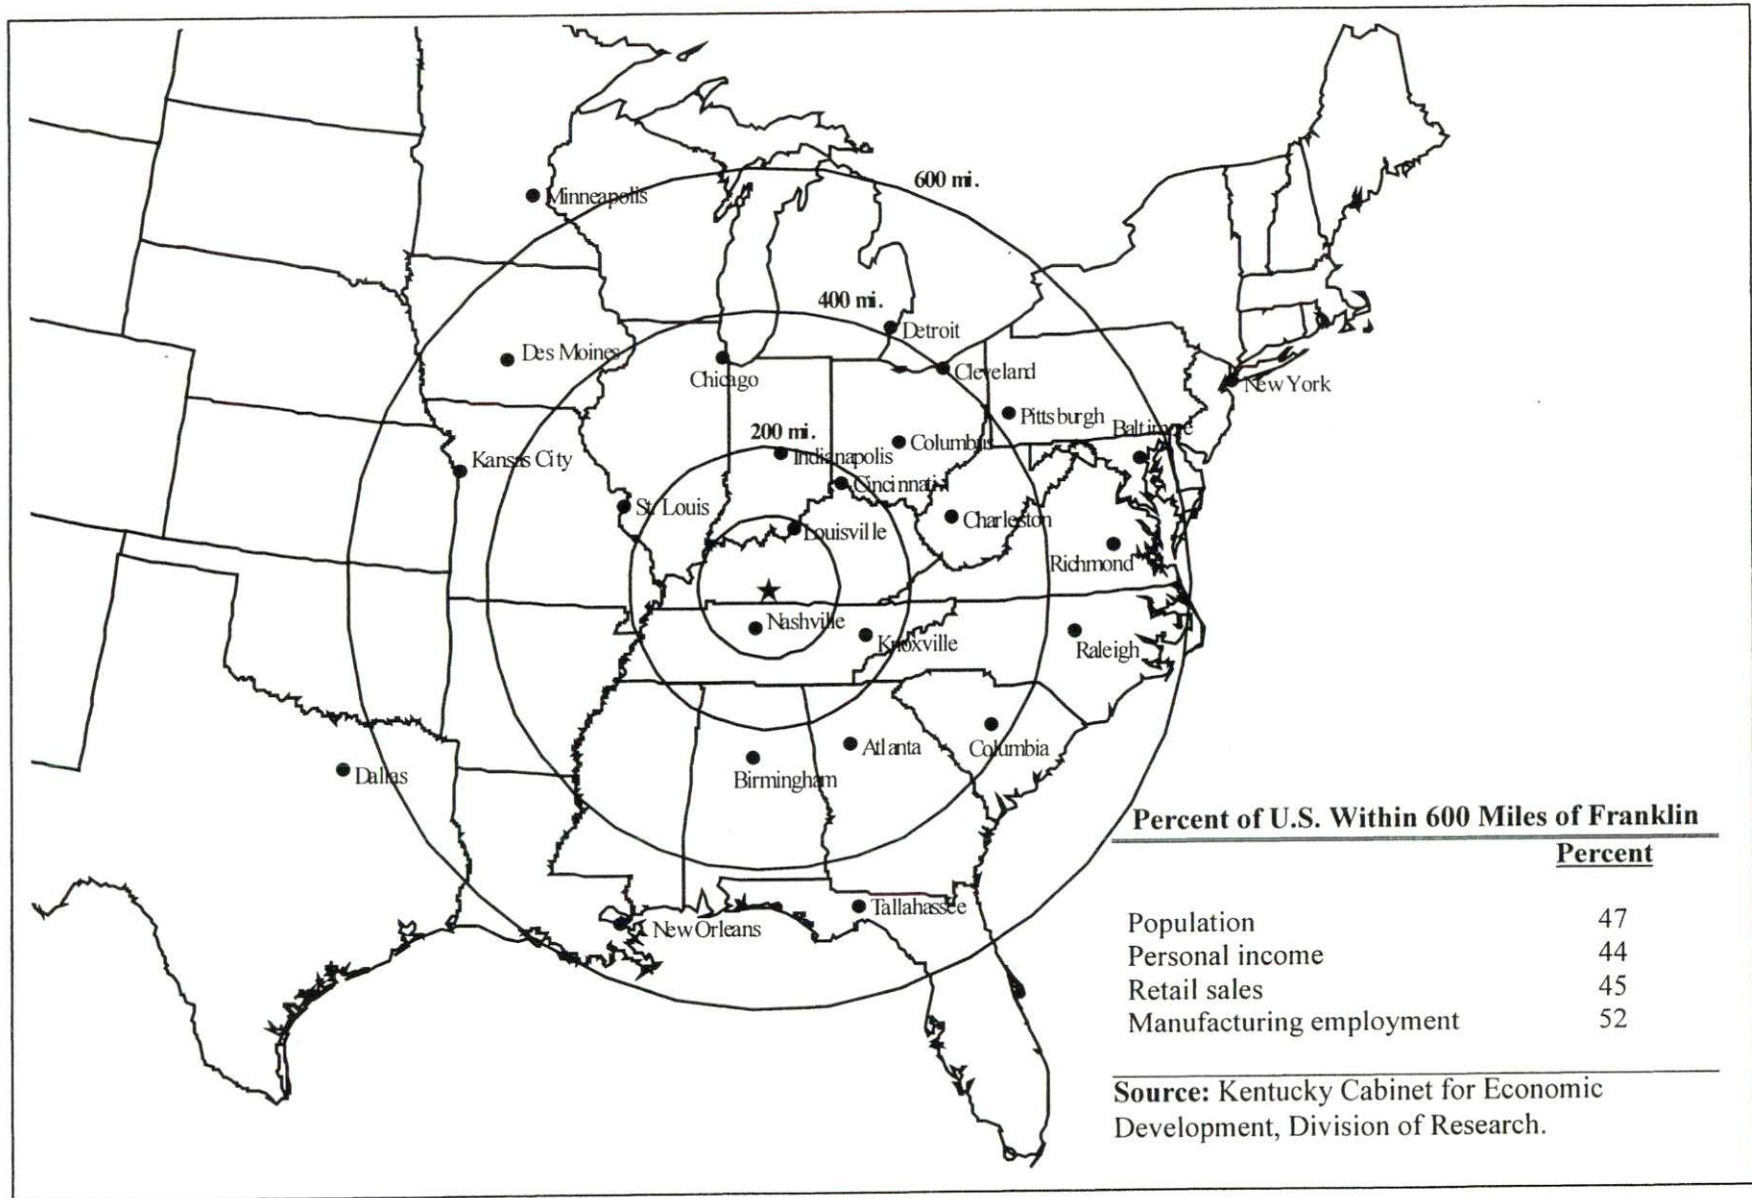 600 mi.
Minneapolis
400 mi.
Detroit
Des Moines
Chicago
Cleveland
New York
Pittsburgh
Baltimore
200 mi.
Columbus
Indianapolis
Kansas City
Cincinnati
St. Louis
Charleston
Louisville
Richmond
Nashville
Knoxville
Raleigh
Atlanta
Columbia
Birmingham
Dallas
Tallahassee
New Orleans
Percent of U.S. Within 600 Miles of Franklin
Percent
Population 47
Personal income 44
Retail sales 45
Manufacturing employment 52
Source: Kentucky Cabinet for Economic
Development, Division of Research.